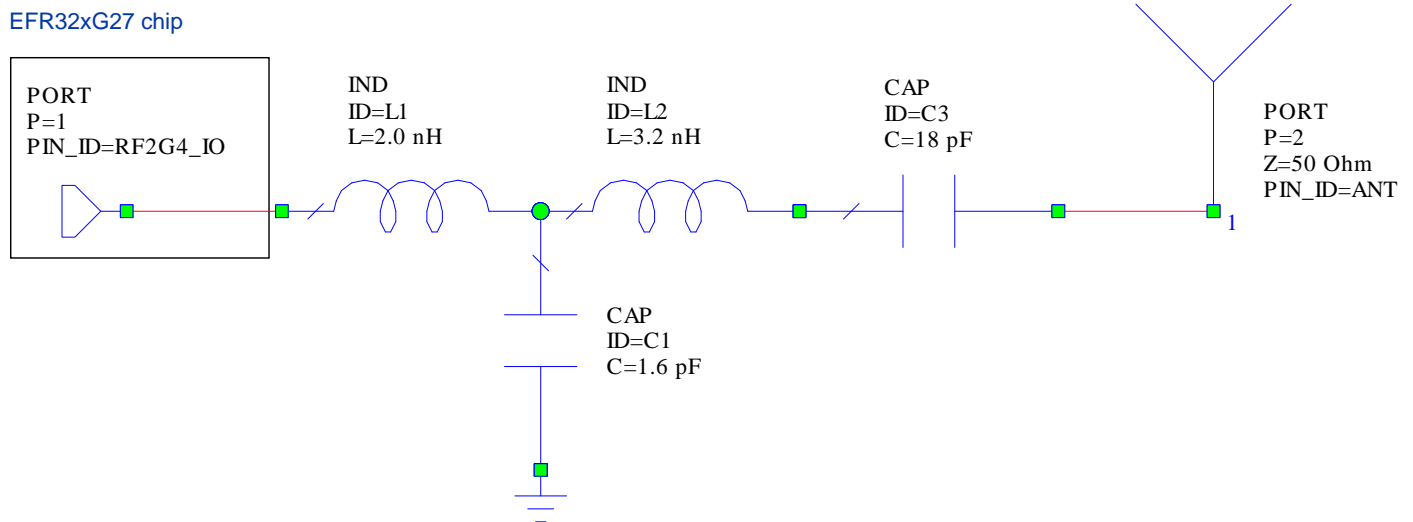 EFR32xG27 chip
PORT
P=1
PIN_ID=RF2G4_IO
IND
ID=L1
L=2.0 nH
IND
ID=L2
L=3.2 nH
CAP
ID=C3
C=18 pF
PORT
P=2
Z=50 Ohm
PIN_ID=ANT
1
CAP
ID=C1
C=1.6 pF